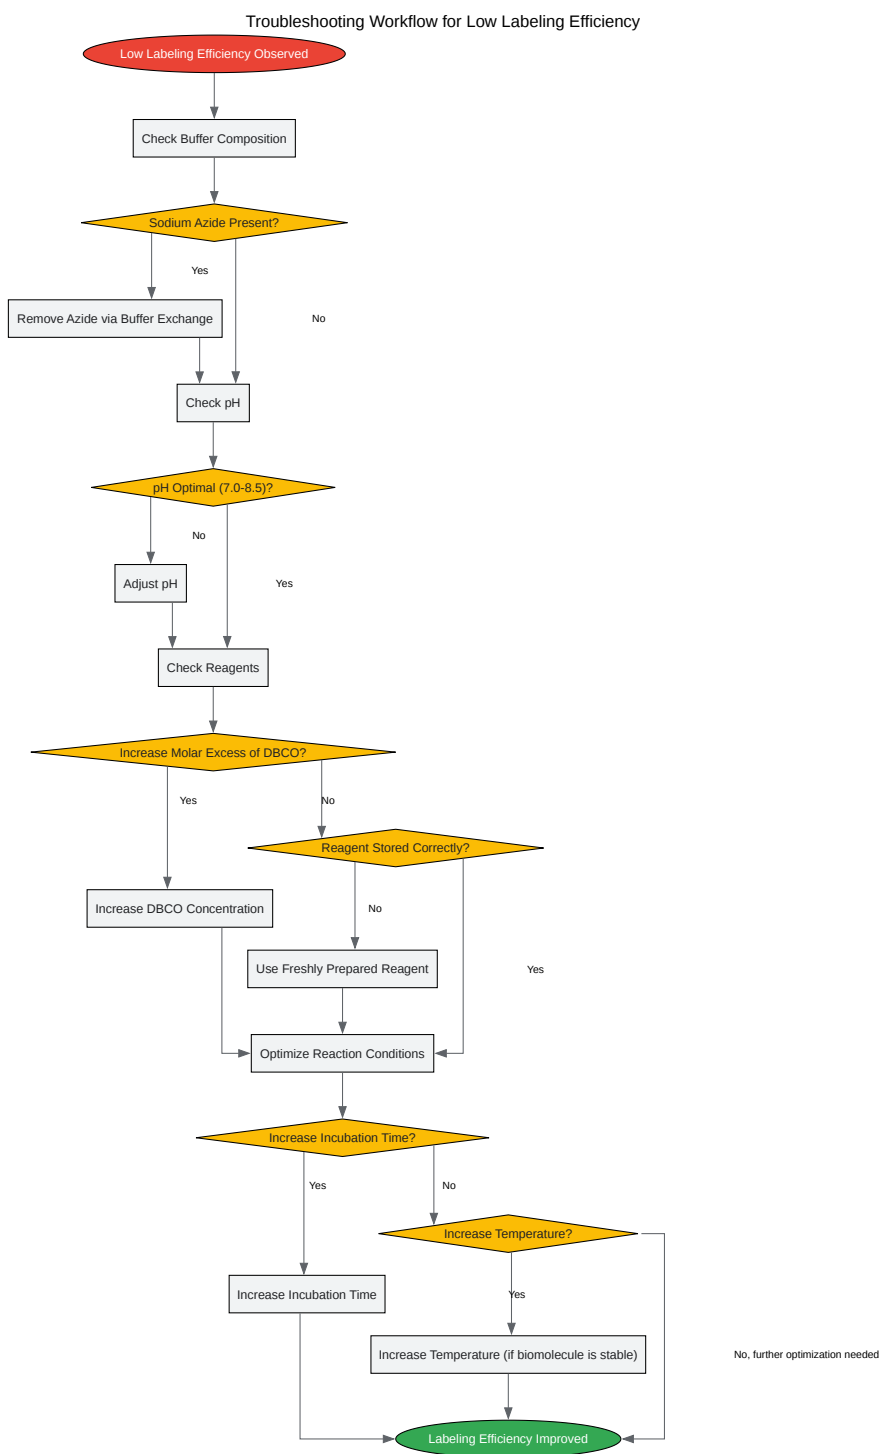 Troubleshooting Workflow for Low Labeling Efficiency
Low Labeling Efficiency Observed
Check Buffer Composition
Sodium Azide Present?
Yes
Remove Azide via Buffer Exchange
No
Check pH
pH Optimal (7.0-8.5)?
No
Adjust pH
Yes
Check Reagents
Increase Molar Excess of DBCO?
Yes
No
Reagent Stored Correctly?
Increase DBCO Concentration
No
Use Freshly Prepared Reagent
Yes
Optimize Reaction Conditions
Increase Incubation Time?
Yes
No
Increase Temperature?
Increase Incubation Time
Yes
Increase Temperature (if biomolecule is stable)
No, further optimization needed
Labeling Efficiency Improved